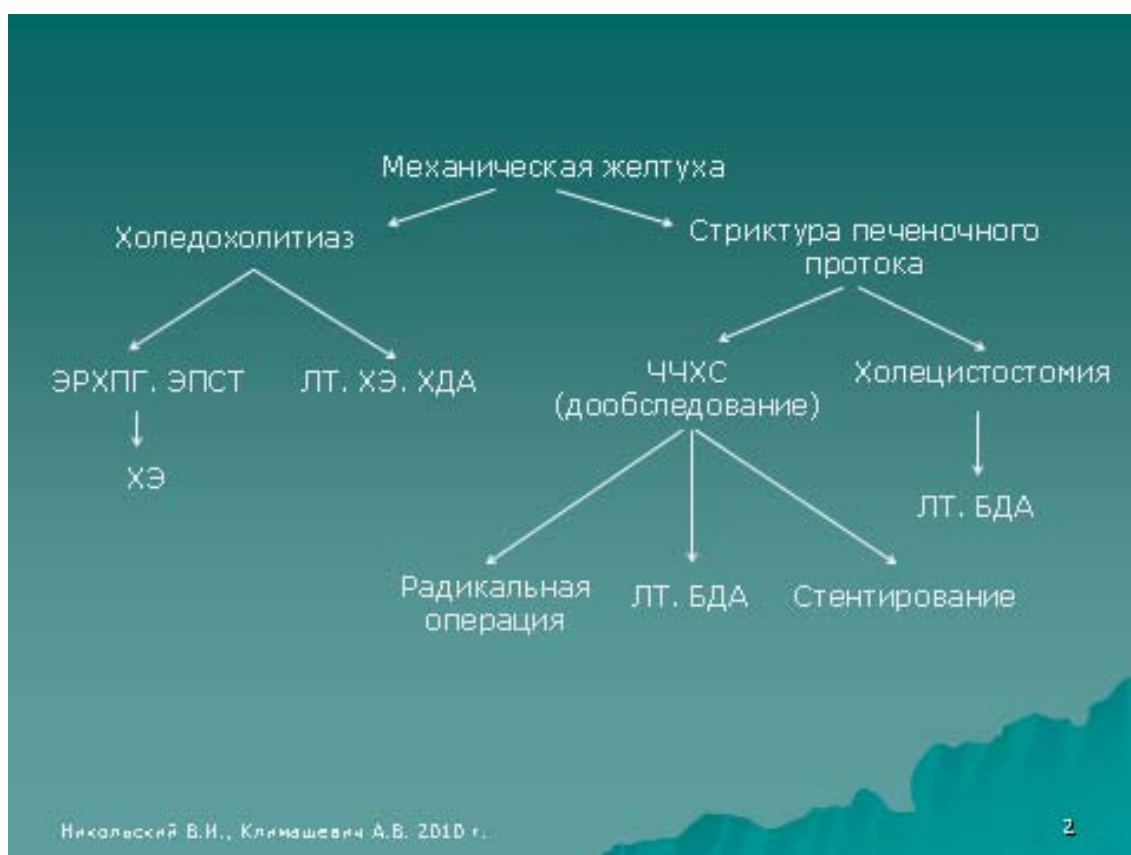 Механическая желтуха
Холедохолитиаз
Стриктура печеночного
протока
ЭРХПГ. ЭПСТ
ЛТ. ХЭ. ХДА
ЧЧХС
(дообследование)
Холецистостомия
ХЭ
ЛТ. БДА
Радикальная
операция
ЛТ. БДА
Стентирование
Никольский В.И., Климашевич А.В. 2010 г.
2